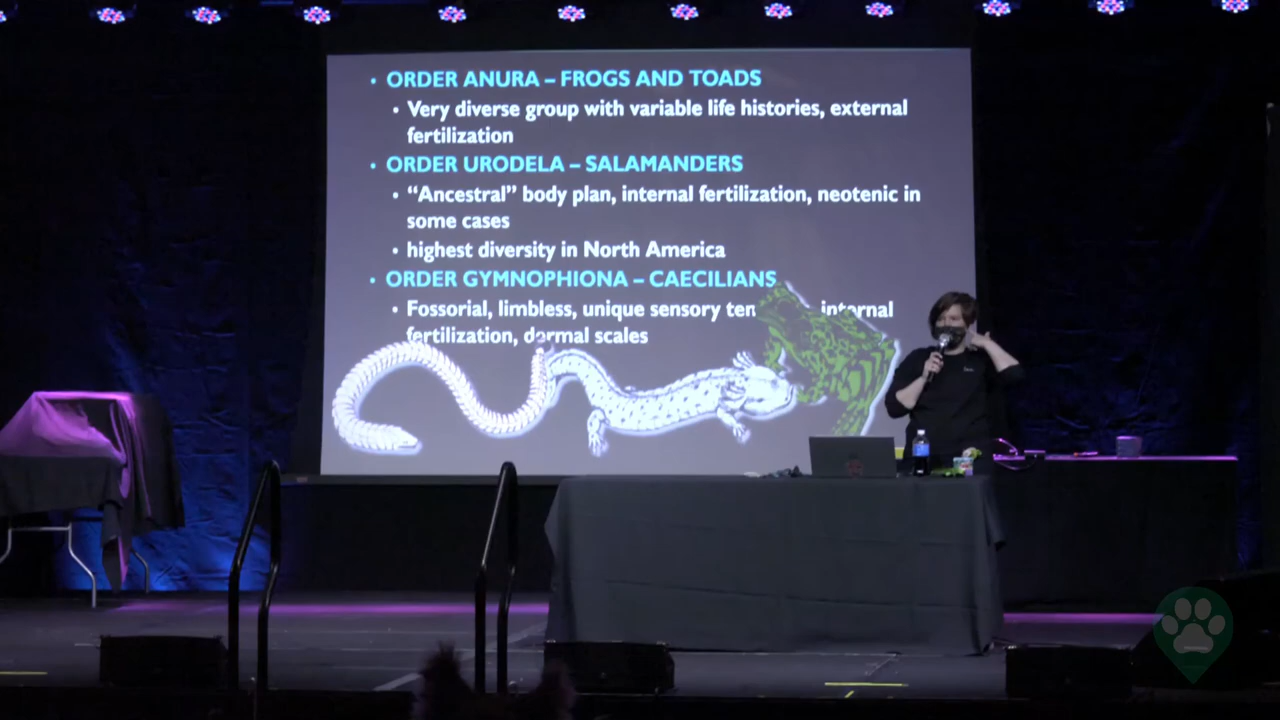 • ORDER ANURA – FROGS AND TOADS
• Very diverse group with variable life histories, external
fertilization
• ORDER URODELA – SALAMANDERS
• “Ancestral” body plan, internal fertilization, neotenic in
some cases
• highest diversity in North America
• ORDER GYMNOPHIONA – CAECILIANS
• Fossorial, limbless, unique sensory internal
fertilization, dermal scales